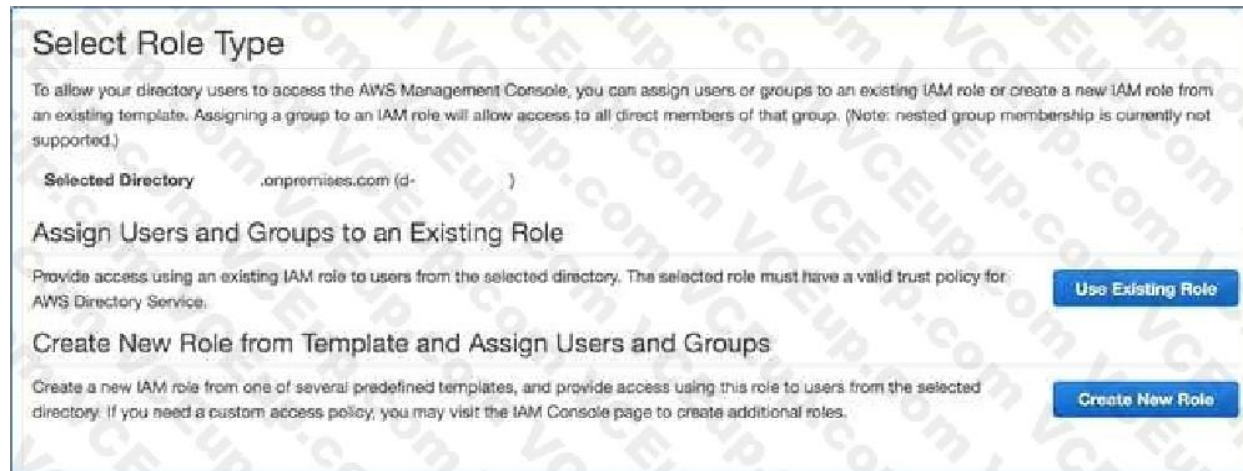 Select Role Type
To allow your directory users to access the AWS Management Console, you can assign users or groups to an existing IAM role or create a new IAM role from
an existing template. Assigning a group to an IAM role will allow access to all direct members of that group. (Note: nested group membership is currently not
supported.)
Selected Directory .onpremises.com (d- )
Assign Users and Groups to an Existing Role
Provide access using an existing IAM role to users from the selected directory. The selected role must have a valid trust policy for
AWS Directory Service.
Use Existing Role
Create New Role from Template and Assign Users and Groups
Create a new IAM role from one of several predefined templates, and provide access using this role to users from the selected
directory. If you need a custom access policy, you may visit the IAM Console page to create additional roles.
Create New Role
VCEup.com